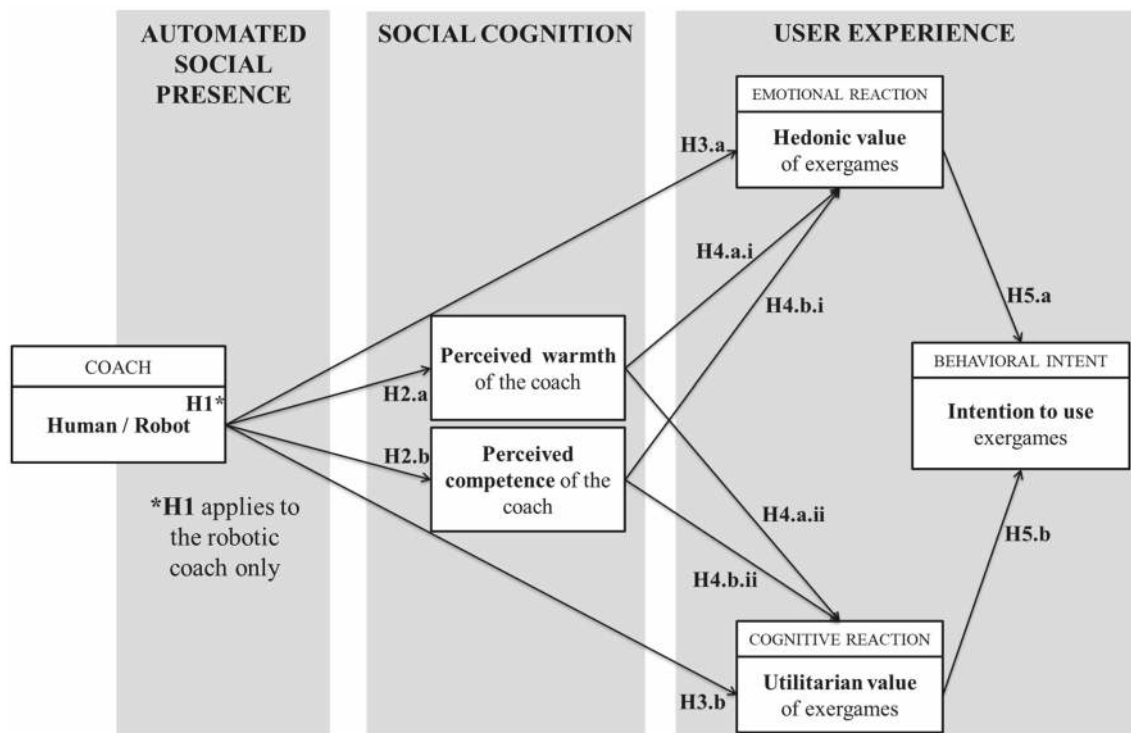 AUTOMATED
SOCIAL
PRESENCE
SOCIAL COGNITION
USER EXPERIENCE
EMOTIONAL REACTION
Hedonic value
of exergames
H3.a
H4.a.i
H4.b.i
H5.a
COACH
Human / Robot
H1*
H2.a
Perceived warmth
of the coach
H2.b
Perceived
competence of the
coach
BEHAVIORAL INTENT
Intention to use
exergames
*H1 applies to
the robotic
coach only
H4.a.ii
H4.b.ii
H5.b
COGNITIVE REACTION
Utilitarian value
of exergames
H3.b